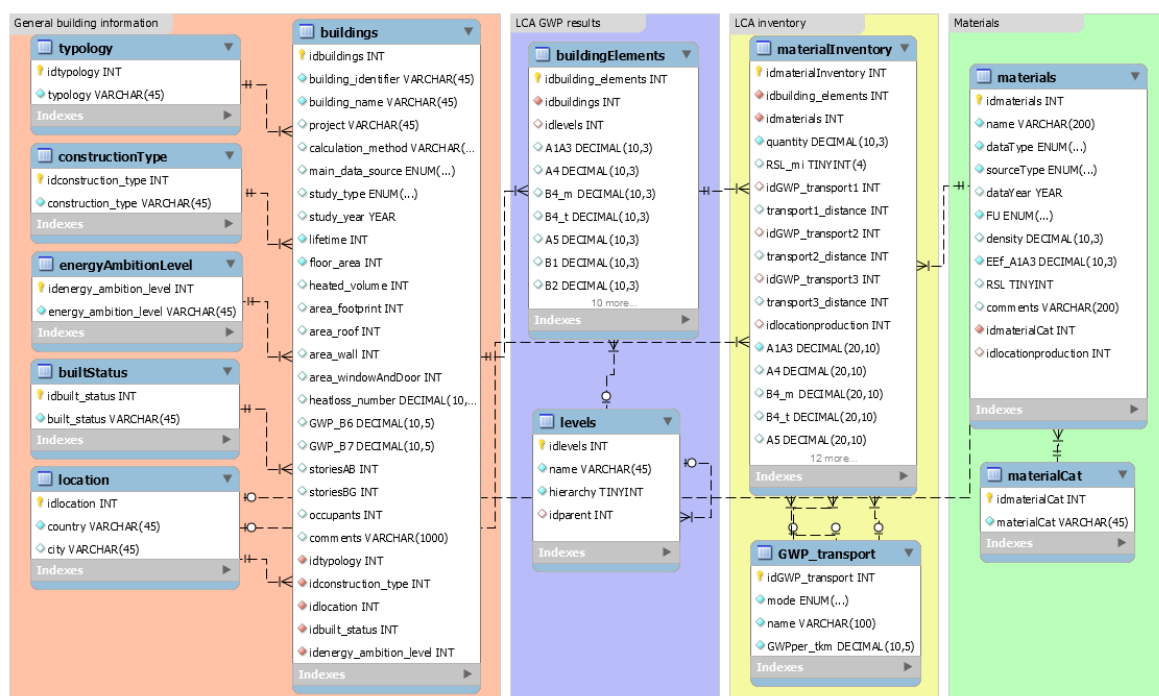 General building information
typology
idtypology INT
typology VARCHAR(45)
Indexes
constructionType
idconstruction_type INT
construction_type VARCHAR(45)
Indexes
energyAmbitionLevel
idenergy_ambition_level INT
energy_ambition_level VARCHAR(45)
Indexes
builtStatus
idbuilt_status INT
built_status VARCHAR(45)
Indexes
location
idlocation INT
country VARCHAR(45)
city VARCHAR(45)
Indexes
buildings
idbuildings INT
building_identifier VARCHAR(45)
building_name VARCHAR(45)
project VARCHAR(45)
calculation_method VARCHAR(...
main_data_source ENUM(...)
study_type ENUM(...)
study_year YEAR
lifetime INT
floor_area INT
heated_volume INT
area_footprint INT
area_roof INT
area_wall INT
area_windowAndDoor INT
heatloss_number DECIMAL(10,...
GWP_B6 DECIMAL(10,5)
GWP_B7 DECIMAL(10,5)
storiesAB INT
storiesBG INT
occupants INT
comments VARCHAR(1000)
idtypology INT
idconstruction_type INT
idlocation INT
idbuilt_status INT
idenergy_ambition_level INT
Indexes
LCA GWP results
buildingElements
idbuilding_elements INT
idbuildings INT
idlevels INT
A1A3 DECIMAL(10,3)
A4 DECIMAL(10,3)
B4_m DECIMAL(10,3)
B4_t DECIMAL(10,3)
A5 DECIMAL(10,3)
B1 DECIMAL(10,3)
B2 DECIMAL(10,3)
10 more...
Indexes
levels
idlevels INT
name VARCHAR(45)
hierarchy TINYINT
idparent INT
Indexes
LCA inventory
materialInventory
idmaterialInventory INT
idbuilding_elements INT
idmaterials INT
quantity DECIMAL(10,3)
RSL_mi TINYINT(4)
idGWP_transport1 INT
transport1_distance INT
idGWP_transport2 INT
transport2_distance INT
idGWP_transport3 INT
transport3_distance INT
idlocationproduction INT
A1A3 DECIMAL(20,10)
A4 DECIMAL(20,10)
B4_m DECIMAL(20,10)
B4_t DECIMAL(20,10)
A5 DECIMAL(20,10)
12 more...
Indexes
GWP_transport
idGWP_transport INT
mode ENUM(...)
name VARCHAR(100)
GWPper_tkm DECIMAL(10,5)
Indexes
Materials
materials
idmaterials INT
name VARCHAR(200)
dataType ENUM(...)
sourceType ENUM(...)
dataYear YEAR
FU ENUM(...)
density DECIMAL(10,3)
EEf_A1A3 DECIMAL(10,3)
RSL TINYINT
comments VARCHAR(200)
idmaterialCat INT
idlocationproduction INT
Indexes
materialCat
idmaterialCat INT
materialCat VARCHAR(45)
Indexes